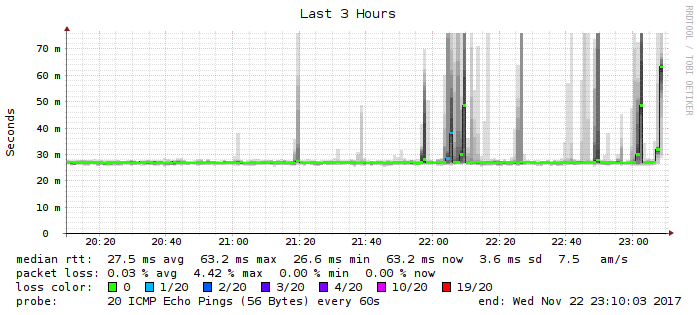 Last 3 Hours
RRDTOOL / TOBI OETIKER
Seconds
70 m
60 m
50 m
40 m
30 m
20 m
10 m
0
20:20 20:40 21:00 21:20 21:40 22:00 22:20 22:40 23:00
median rtt: 27.5 ms avg 63.2 ms max 26.6 ms min 63.2 ms now 3.6 ms sd 7.5 am/s
packet loss: 0.03 % avg 4.42 % max 0.00 % min 0.00 % now
loss color: 0 1/20 2/20 3/20 4/20 10/20 19/20
probe: 20 ICMP Echo Pings (56 Bytes) every 60s end: Wed Nov 22 23:10:03 2017